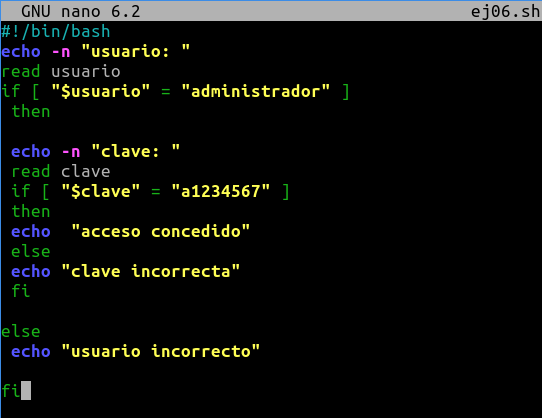 GNU nano 6.2 ej06.sh
#!/bin/bash
echo -n "usuario: "
read usuario
if [ "$usuario" = "administrador" ]
 then
 echo -n "clave: "
 read clave
 if [ "$clave" = "a1234567" ]
 then
 echo  "acceso concedido"
 else
 echo "clave incorrecta"
 fi
else
 echo "usuario incorrecto"
fi